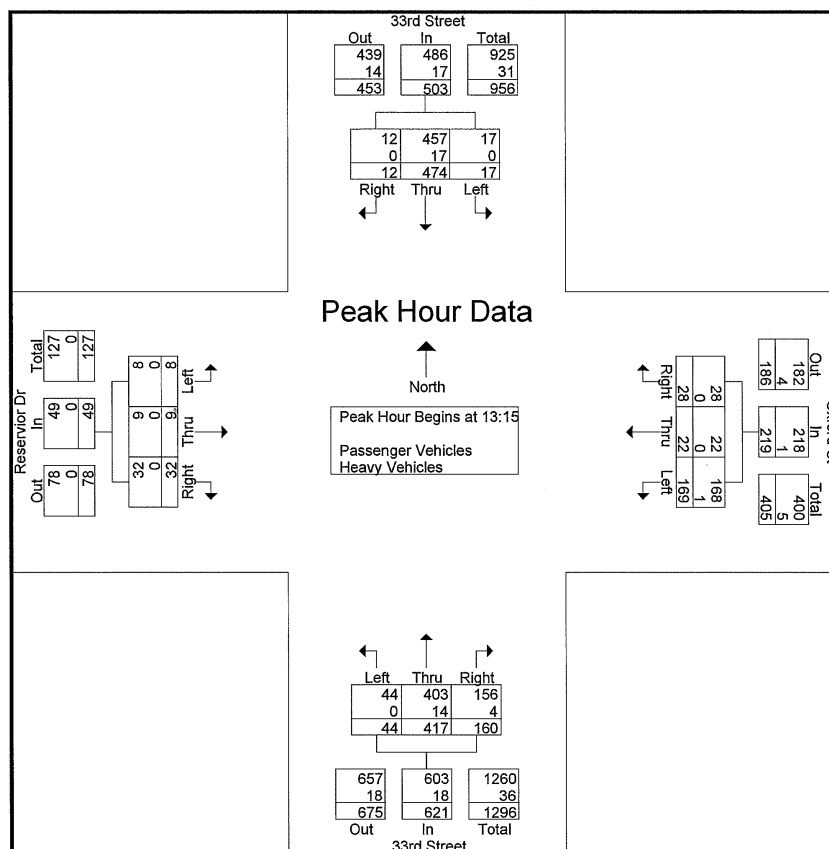 33rd Street
Out In Total
439 486 925
14 17 31
453 503 956
12 457 17
0 17 0
12 474 17
Right Thru Left
Peak Hour Data
North
Peak Hour Begins at 13:15
Passenger Vehicles
Heavy Vehicles
Reservior Dr
Total In Out
127 49 78
0 0 0
127 49 78
8 9 32
0 0 0
8 9 32
Left Thru Right
Right Thru Left
28 22 168
0 0 1
28 22 169
Out In Total
182 218 400
4 1 5
186 219 405
Left Thru Right
44 403 156
0 14 4
44 417 160
657 603 1260
18 18 36
675 621 1296
Out In Total
33rd Street